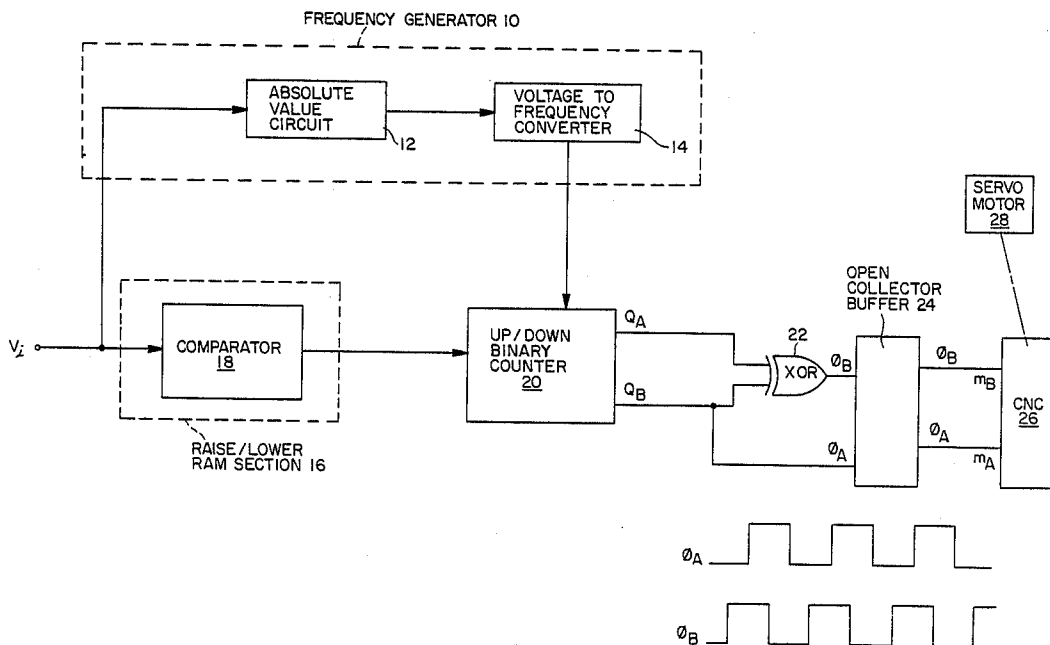 FREQUENCY GENERATOR 10
ABSOLUTE
VALUE
CIRCUIT
12
VOLTAGE TO
FREQUENCY
CONVERTER
14
SERVO
MOTOR
28
OPEN
COLLECTOR
BUFFER 24
Vi
COMPARATOR
18
UP/DOWN
BINARY
COUNTER
20
QA
QB
22
XOR
ØB
ØA
ØB
mB
ØA
mA
CNC
26
RAISE/LOWER
RAM SECTION 16
ØA
ØB